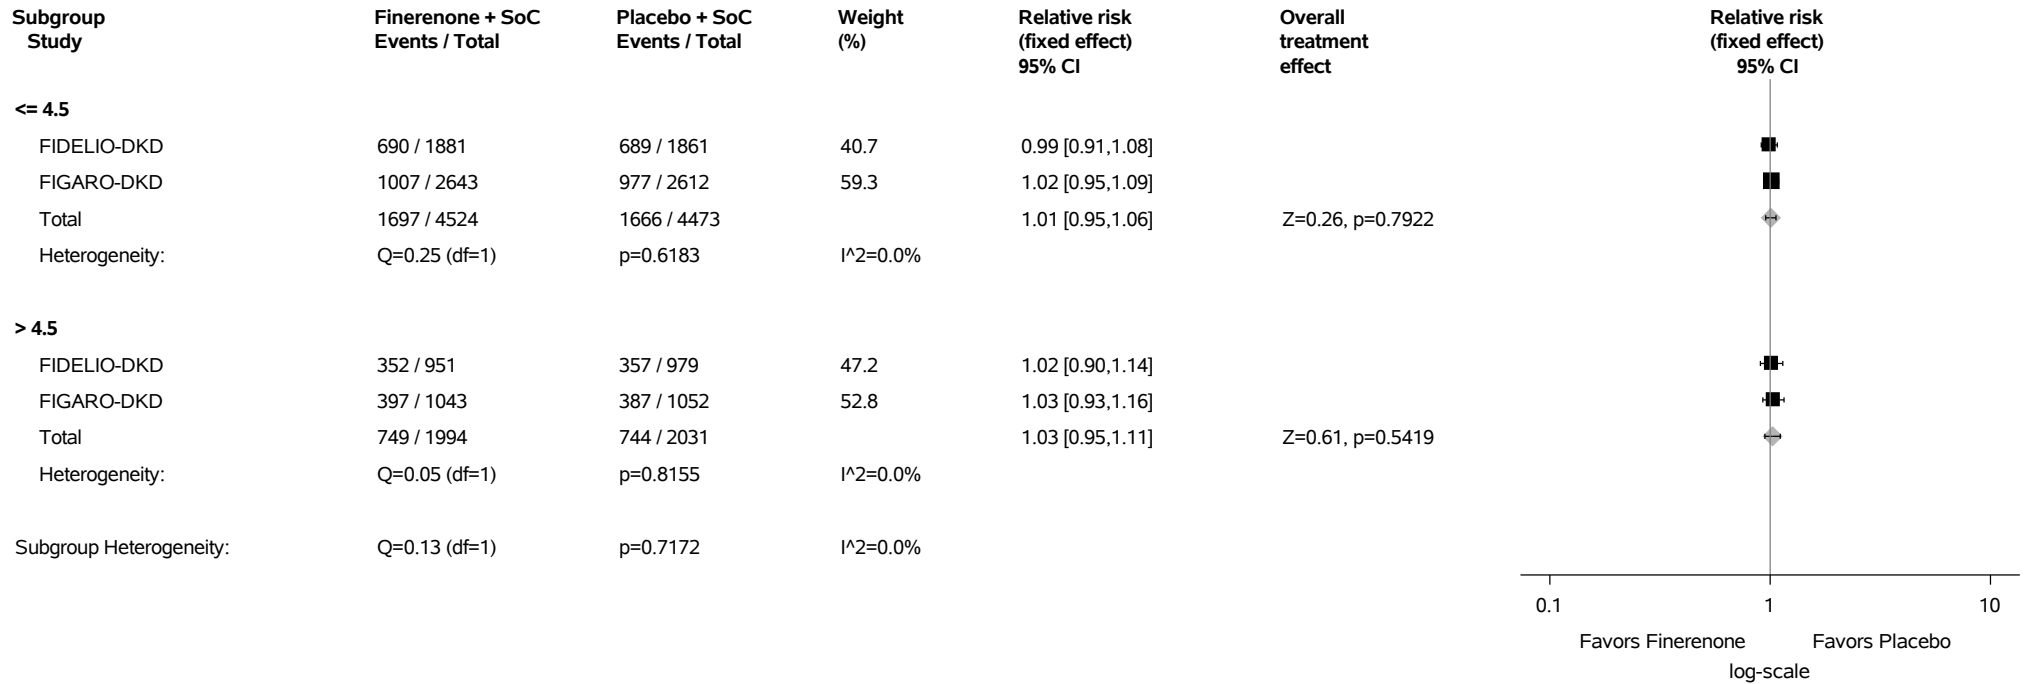 Subgroup Finerenone + SoC Placebo + SoC Weight Relative risk Overall Relative risk
Study Events / Total Events / Total (%) (fixed effect) treatment (fixed effect)
95% CI effect 95% CI
<= 4.5
FIDELIO-DKD 690 / 1881 689 / 1861 40.7 0.99 [0.91,1.08]
FIGARO-DKD 1007 / 2643 977 / 2612 59.3 1.02 [0.95,1.09]
Total 1697 / 4524 1666 / 4473 1.01 [0.95,1.06] Z=0.26, p=0.7922
Heterogeneity: Q=0.25 (df=1) p=0.6183 I^2=0.0%
> 4.5
FIDELIO-DKD 352 / 951 357 / 979 47.2 1.02 [0.90,1.14]
FIGARO-DKD 397 / 1043 387 / 1052 52.8 1.03 [0.93,1.16]
Total 749 / 1994 744 / 2031 1.03 [0.95,1.11] Z=0.61, p=0.5419
Heterogeneity: Q=0.05 (df=1) p=0.8155 I^2=0.0%
Subgroup Heterogeneity: Q=0.13 (df=1) p=0.7172 I^2=0.0%
0.1 1 10
Favors Finerenone Favors Placebo
log-scale